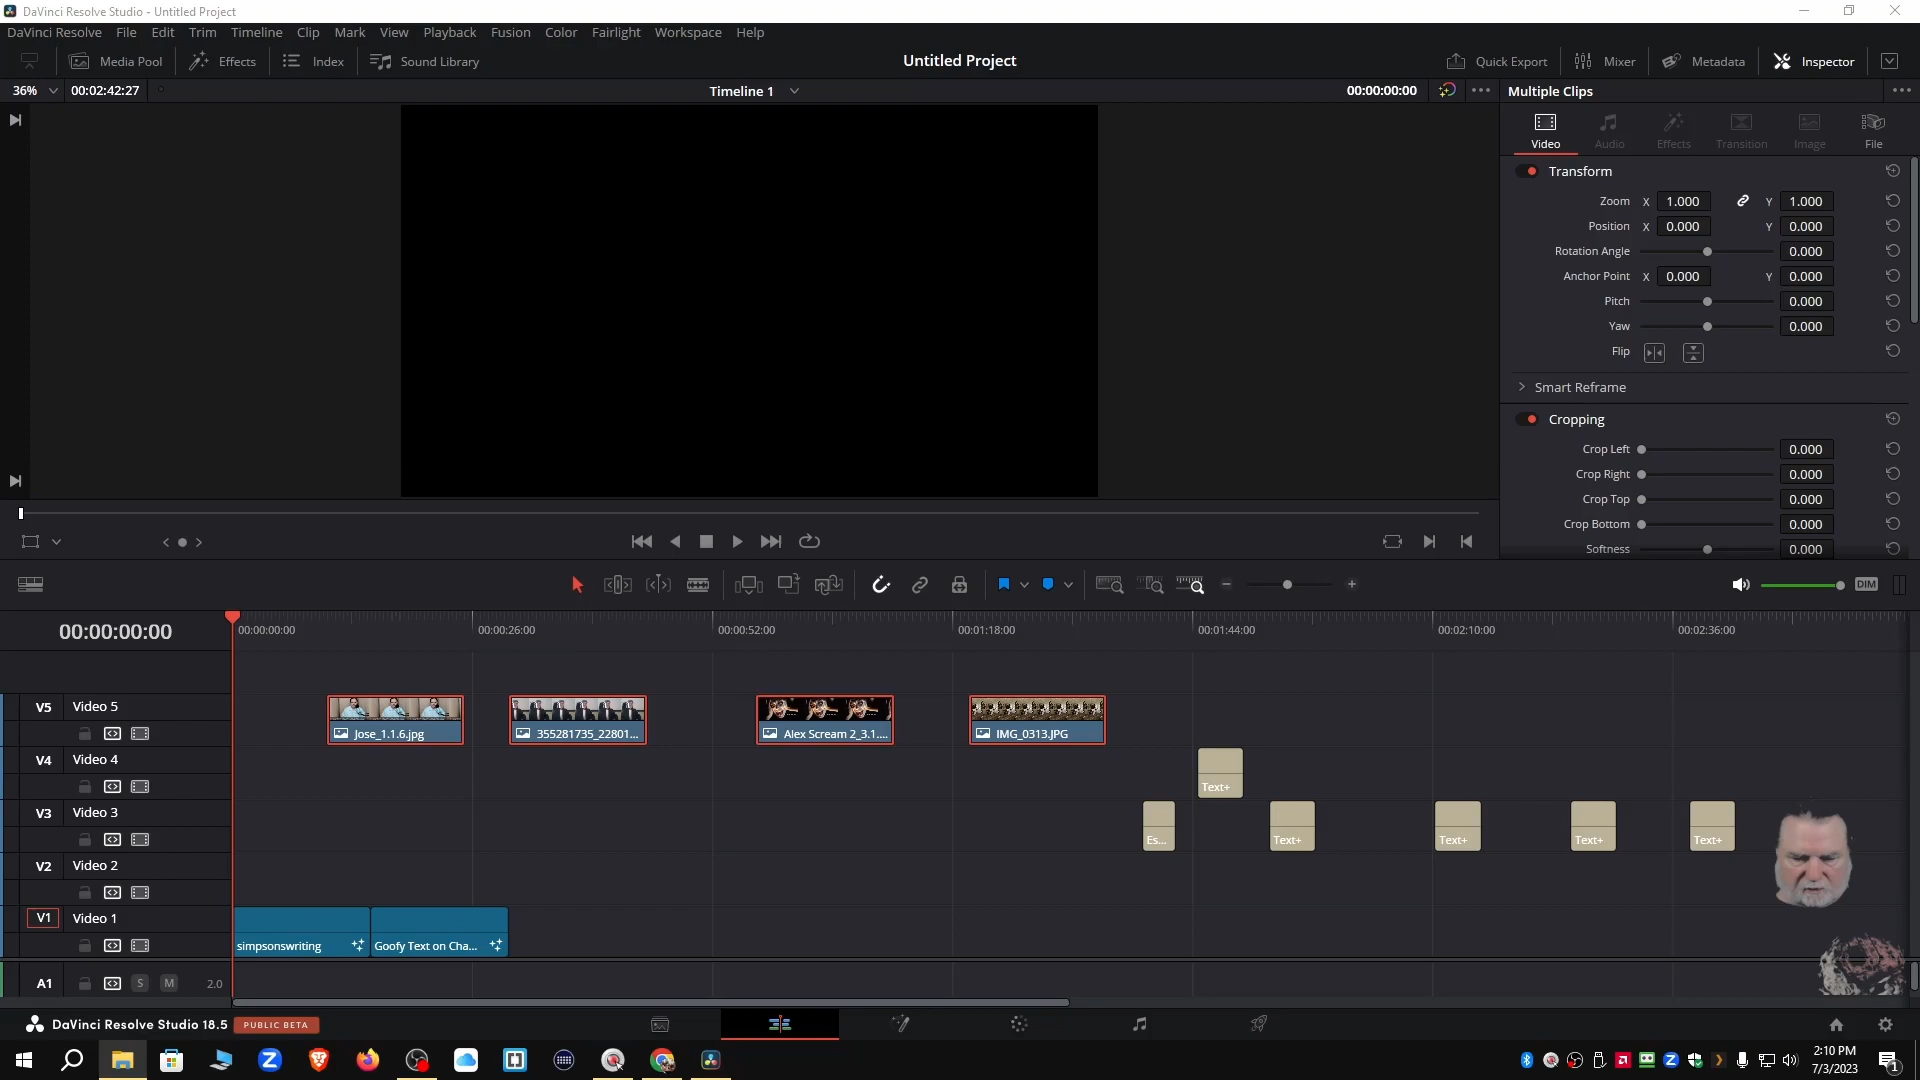 DaVinci Resolve Studio - Untitled Project
DaVinci Resolve File Edit Trim Timeline Clip Mark View Playback Fusion Color Fairlight Workspace Help
Media Pool Effects Index Sound Library Untitled Project Quick Export Mixer Metadata Inspector
36% 00:02:42:27 Timeline 1 00:00:00:00 Multiple Clips
Video Audio Effects Transition Image File
Transform
Zoom X 1.000 Y 1.000
Position X 0.000 Y 0.000
Rotation Angle 0.000
Anchor Point X 0.000 Y 0.000
Pitch 0.000
Yaw 0.000
Flip
Smart Reframe
Cropping
Crop Left 0.000
Crop Right 0.000
Crop Top 0.000
Crop Bottom 0.000
Softness 0.000
DIM
00:00:00:00 00:00:00:00 00:00:26:00 00:00:52:00 00:01:18:00 00:01:44:00 00:02:10:00 00:02:36:00
V5 Video 5
Jose_1.1.6.jpg 355281735_22801... Alex Scream 2_3.1.... IMG_0313.JPG
V4 Video 4
Text+
V3 Video 3
Es... Text+ Text+ Text+ Text+
V2 Video 2
V1 Video 1
simpsonswriting Goofy Text on Cha...
A1 S M 2.0
DaVinci Resolve Studio 18.5 PUBLIC BETA
2:10 PM
7/3/2023
1